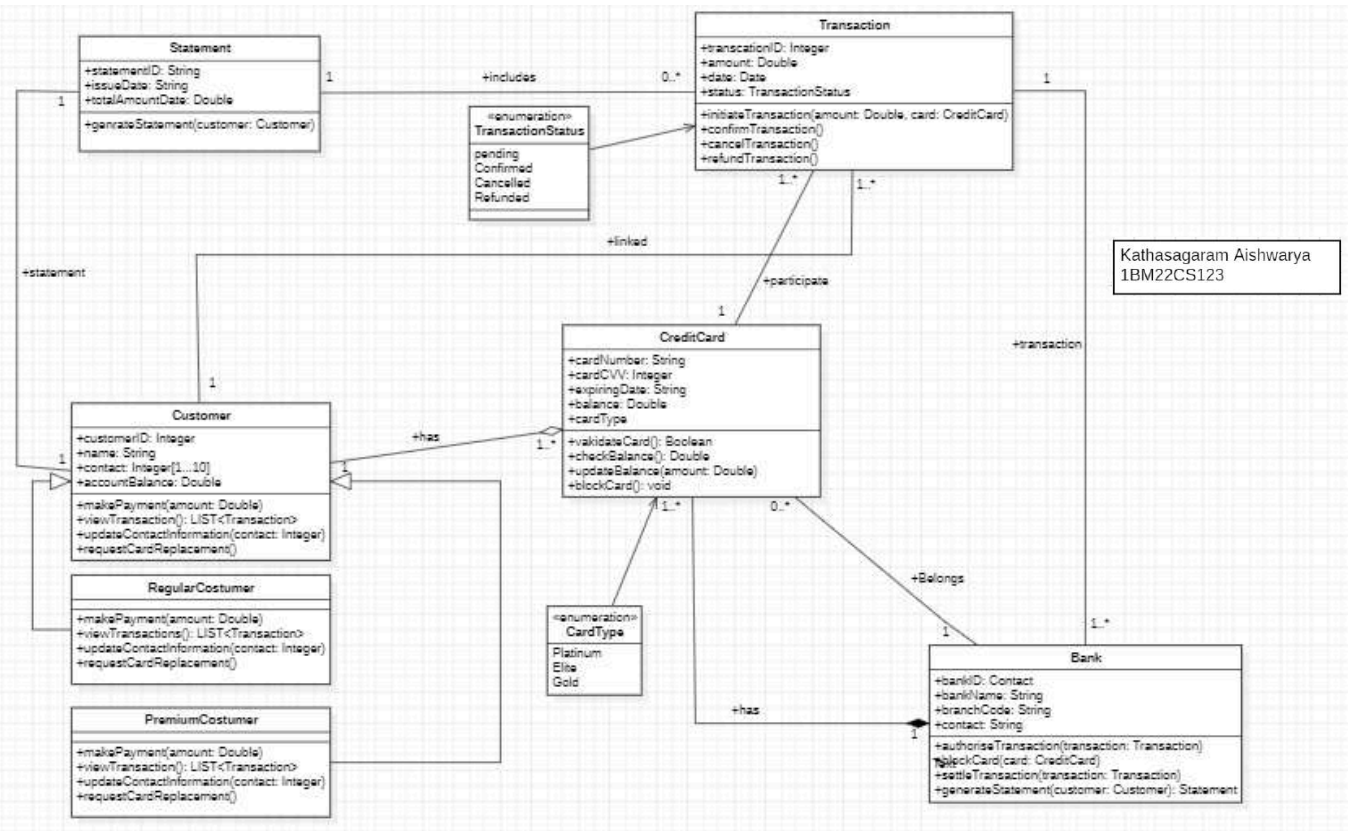 Statement
+statementID: String
+issueDate: String
+totalAmountDate: Double
+genrateStatement(customer: Customer)
1
+includes
0..*
Transaction
+transcationID: Integer
+amount: Double
+date: Date
+status: TransactionStatus
+initiateTransaction(amount: Double, card: CreditCard)
+confirmTransaction()
+cancelTransaction()
+refundTransaction()
1
1
«enumeration»
TransactionStatus
pending
Confirmed
Cancelled
Refunded
1..*
1..*
+linked
+statement
+participate
Kathasagaram Aishwarya
1BM22CS123
1
1
+transaction
CreditCard
+cardNumber: String
+cardCVV: Integer
+expiringDate: String
+balance: Double
+cardType
+vakidateCard(): Boolean
+checkBalance(): Double
+updateBalance(amount: Double)
+blockCard(): void
Customer
+customerID: Integer
+name: String
+contact: Integer[1...10]
+accountBalance: Double
+makePayment(amount: Double)
+viewTransaction(): LIST<Transaction>
+updateContactInformation(contact: Integer)
+requestCardReplacement()
1
1
+has
1..*
1..*
0..*
RegularCostumer
+makePayment(amount: Double)
+viewTransactions(): LIST<Transaction>
+updateContactInformation(contact: Integer)
+requestCardReplacement()
+Belongs
«enumeration»
CardType
Platinum
Elite
Gold
1
1..*
PremiumCostumer
+makePayment(amount: Double)
+viewTransaction(): LIST<Transaction>
+updateContactInformation(contact: Integer)
+requestCardReplacement()
+has
1
Bank
+bankID: Contact
+bankName: String
+branchCode: String
+contact: String
+authoriseTransaction(transaction: Transaction)
+blockCard(card: CreditCard)
+settleTransaction(transaction: Transaction)
+generateStatement(customer: Customer): Statement